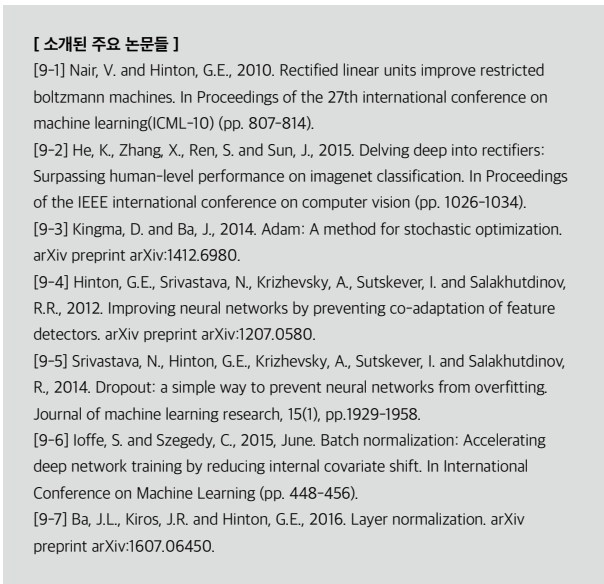 [ 소개된 주요 논문들 ]
[9-1] Nair, V. and Hinton, G.E., 2010. Rectified linear units improve restricted
boltzmann machines. In Proceedings of the 27th international conference on
machine learning(ICML-10) (pp. 807-814).
[9-2] He, K., Zhang, X., Ren, S. and Sun, J., 2015. Delving deep into rectifiers:
Surpassing human-level performance on imagenet classification. In Proceedings
of the IEEE international conference on computer vision (pp. 1026-1034).
[9-3] Kingma, D. and Ba, J., 2014. Adam: A method for stochastic optimization.
arXiv preprint arXiv:1412.6980.
[9-4] Hinton, G.E., Srivastava, N., Krizhevsky, A., Sutskever, I. and Salakhutdinov,
R.R., 2012. Improving neural networks by preventing co-adaptation of feature
detectors. arXiv preprint arXiv:1207.0580.
[9-5] Srivastava, N., Hinton, G.E., Krizhevsky, A., Sutskever, I. and Salakhutdinov,
R., 2014. Dropout: a simple way to prevent neural networks from overfitting.
Journal of machine learning research, 15(1), pp.1929-1958.
[9-6] Ioffe, S. and Szegedy, C., 2015, June. Batch normalization: Accelerating
deep network training by reducing internal covariate shift. In International
Conference on Machine Learning (pp. 448-456).
[9-7] Ba, J.L., Kiros, J.R. and Hinton, G.E., 2016. Layer normalization. arXiv
preprint arXiv:1607.06450.